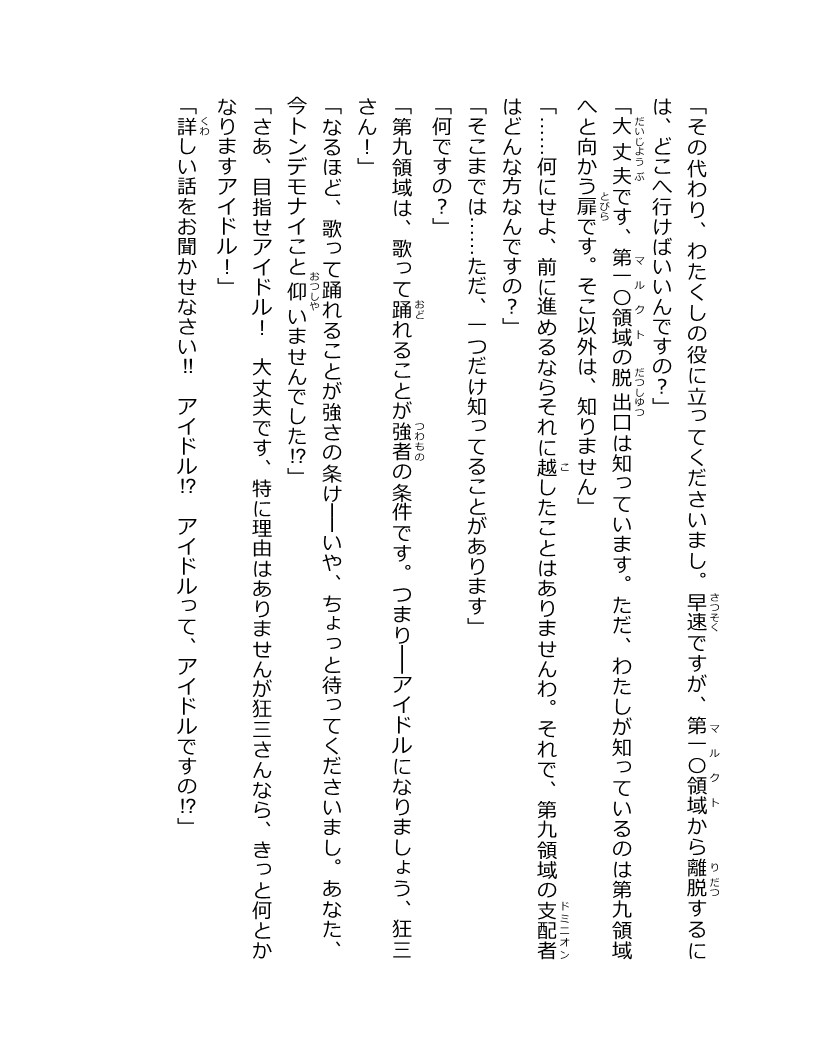 「その代わり、わたくしの役に立ってくださいまし。早速ですが、第一〇領域から離脱するに
は、どこへ行けばいいんですの？」
「大丈夫です、第一〇領域の脱出口は知っています。ただ、わたしが知っているのは第九領域
へと向かう扉です。そこ以外は、知りません」
「……何にせよ、前に進めるならそれに越したことはありませんわ。それで、第九領域の支配者
はどんな方なんですの？」
「そこまでは……ただ、一つだけ知ってることがあります」
「何ですの？」
「第九領域は、歌って踊れることが強者の条件です。つまり──アイドルになりましょう、狂三
さん！」
「なるほど、歌って踊れることが強さの条け──いや、ちょっと待ってくださいまし。あなた、
今トンデモナイこと仰いませんでした!?」
「さあ、目指せアイドル！　大丈夫です、特に理由はありませんが狂三さんなら、きっと何とか
なりますアイドル！」
「詳しい話をお聞かせなさい!!　アイドル!?　アイドルって、アイドルですの!?」